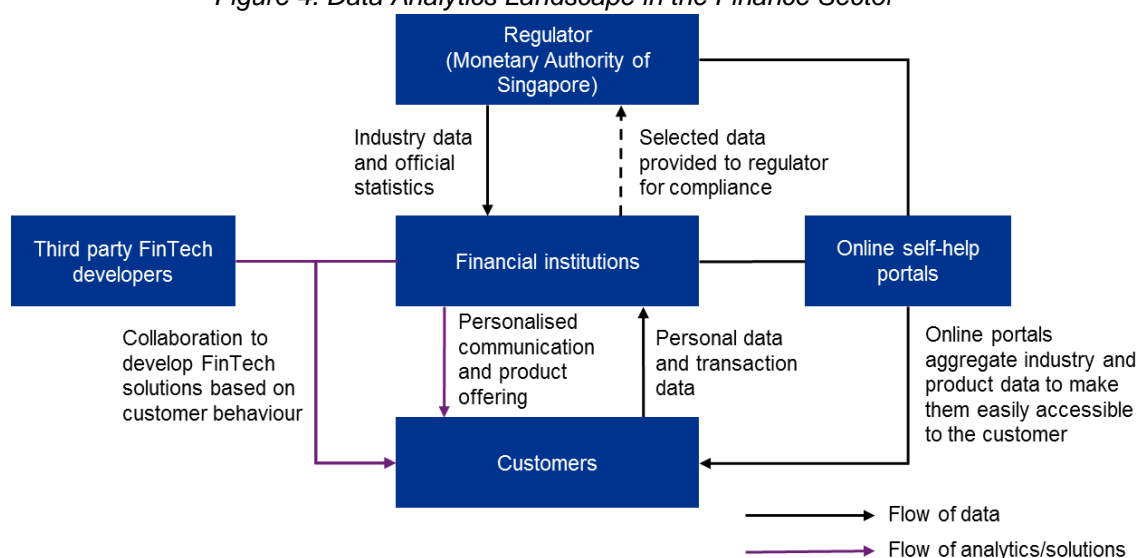 Figure 4: Data Analytics Landscape in the Finance Sector
Regulator
(Monetary Authority of
Singapore)
Industry data
and official
statistics
Selected data
provided to regulator
for compliance
Third party FinTech
developers
Financial institutions
Online self-help
portals
Collaboration to
develop FinTech
solutions based on
customer behaviour
Personalised
communication
and product
offering
Personal data
and transaction
data
Online portals
aggregate industry and
product data to make
them easily accessible
to the customer
Customers
Flow of data
Flow of analytics/solutions